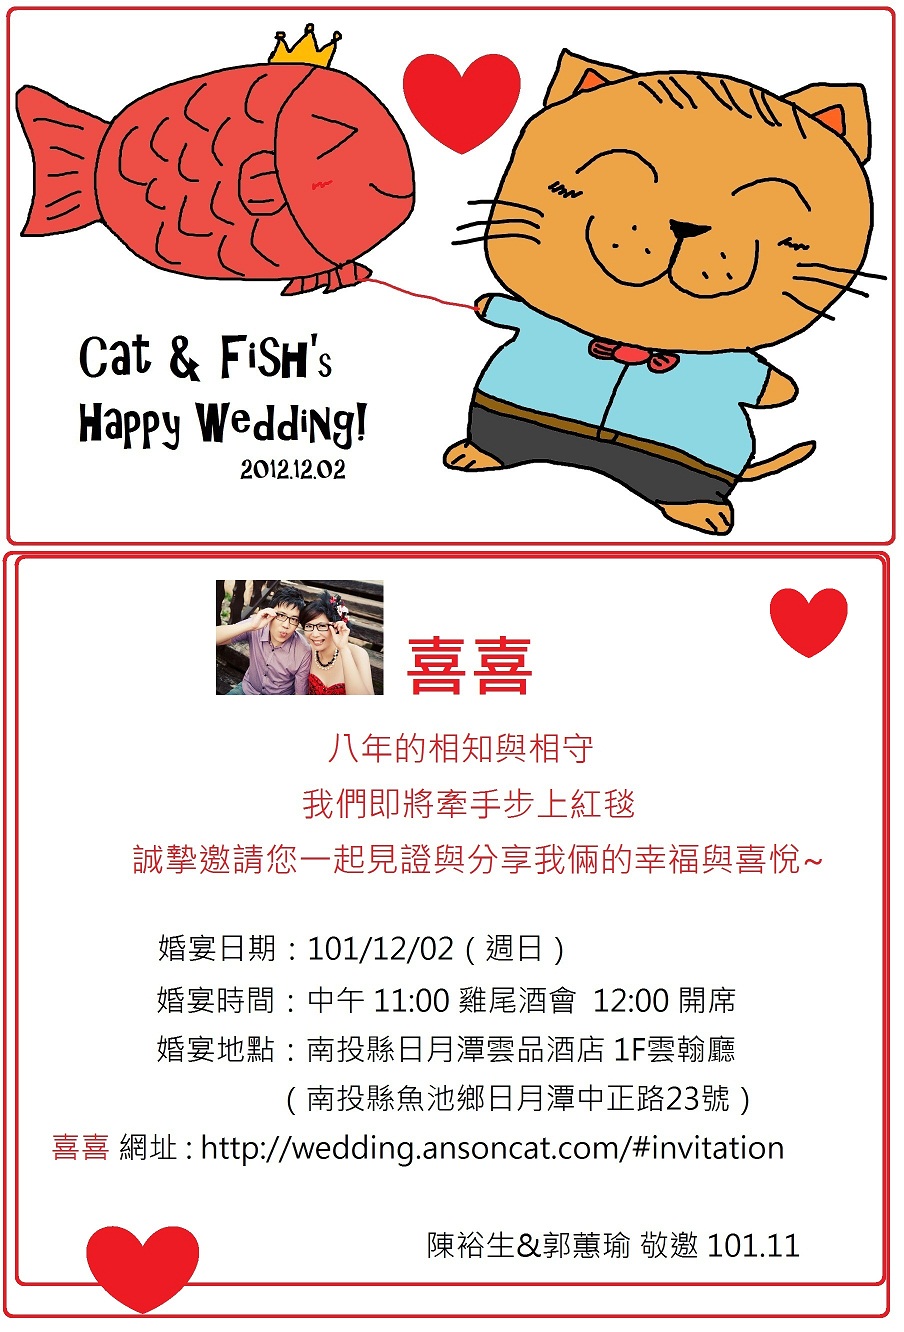 Cat & FiSH's
Happy Wedding!
2012.12.02
喜喜
八年的相知與相守
我們即將牽手步上紅毯
誠摯邀請您一起見證與分享我倆的幸福與喜悅~
婚宴日期：101/12/02（週日）
婚宴時間：中午 11:00 雞尾酒會 12:00 開席
婚宴地點：南投縣日月潭雲品酒店 1F雲翰廳
（南投縣魚池鄉日月潭中正路23號）
喜喜 網址 : http://wedding.ansoncat.com/#invitation
陳裕生&郭蕙瑜 敬邀 101.11